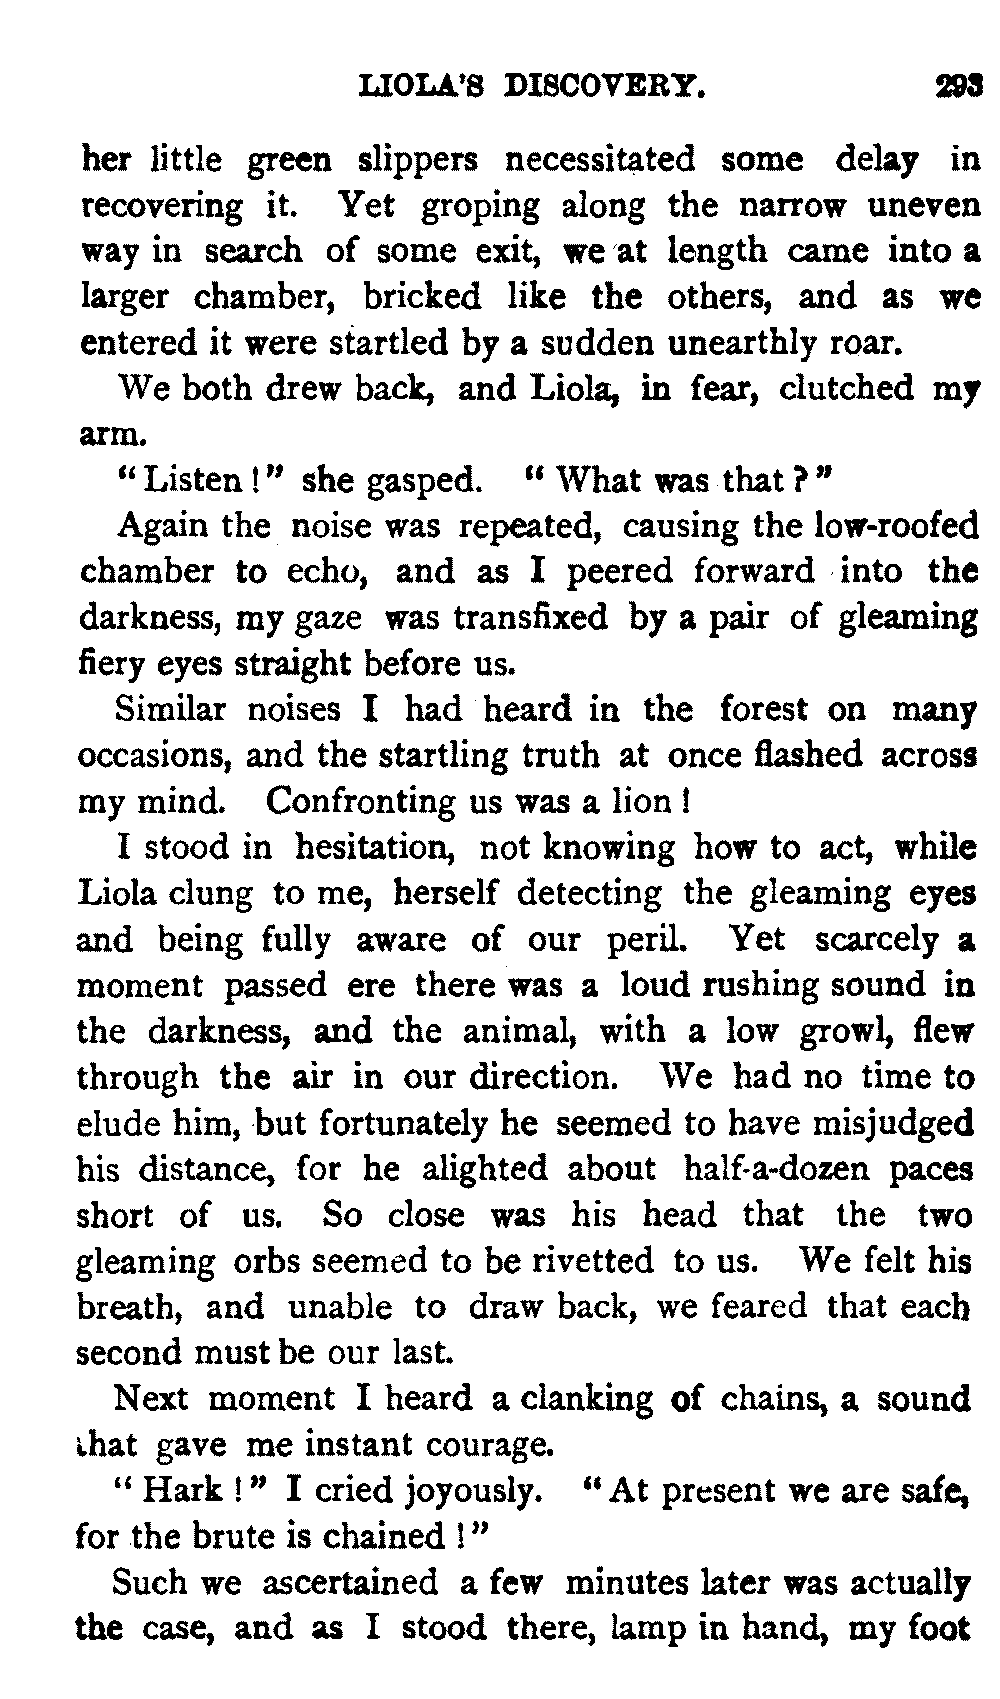 LIOLA'S DISCOVERY. 293
her little green slippers necessitated some delay in
recovering it. Yet groping along the narrow uneven
way in search of some exit, we at length came into a
larger chamber, bricked like the others, and as we
entered it were startled by a sudden unearthly roar.
We both drew back, and Liola, in fear, clutched my
arm.
"Listen!" she gasped. "What was that?"
Again the noise was repeated, causing the low-roofed
chamber to echo, and as I peered forward into the
darkness, my gaze was transfixed by a pair of gleaming
fiery eyes straight before us.
Similar noises I had heard in the forest on many
occasions, and the startling truth at once flashed across
my mind. Confronting us was a lion!
I stood in hesitation, not knowing how to act, while
Liola clung to me, herself detecting the gleaming eyes
and being fully aware of our peril. Yet scarcely a
moment passed ere there was a loud rushing sound in
the darkness, and the animal, with a low growl, flew
through the air in our direction. We had no time to
elude him, but fortunately he seemed to have misjudged
his distance, for he alighted about half-a-dozen paces
short of us. So close was his head that the two
gleaming orbs seemed to be rivetted to us. We felt his
breath, and unable to draw back, we feared that each
second must be our last.
Next moment I heard a clanking of chains, a sound
that gave me instant courage.
"Hark!" I cried joyously. "At present we are safe,
for the brute is chained!"
Such we ascertained a few minutes later was actually
the case, and as I stood there, lamp in hand, my foot